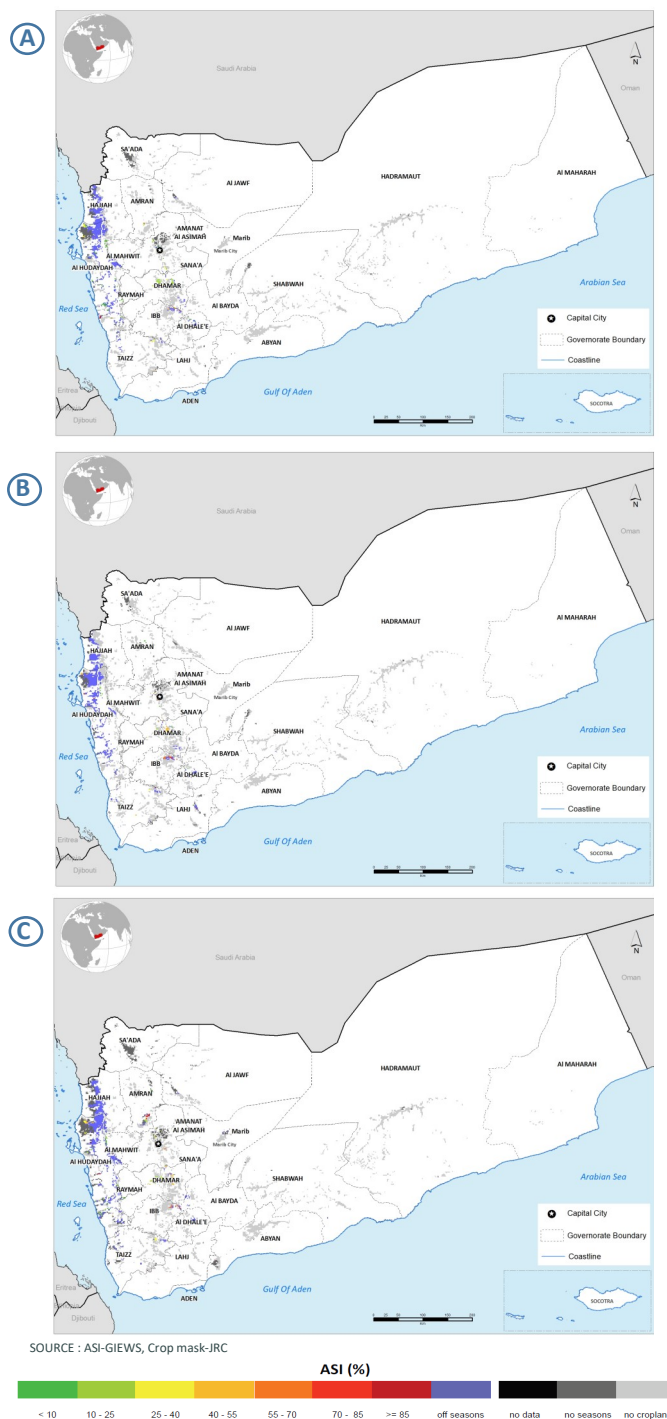 A
Saudi Arabia
N
Oman
SA'ADA
Al JAWF
HADRAMAUT
Al MAHARAH
HAJJAH
AMRAN
AMANAT
Al ASIMAH
Marib
Marib City
Al MAHWIT
SANA'A
Al HUDAYDAH
DHAMAR
SHABWAH
Arabian Sea
RAYMAH
Al BAYDA
Red Sea
IBB
Al DHALE'E
ABYAN
Capital City
Governorate Boundary
Coastline
TAIZZ
LAHJ
Gulf Of Aden
Eritrea
ADEN
Djibouti
SOCOTRA
B
Saudi Arabia
N
Oman
SA'ADA
Al JAWF
HADRAMAUT
Al MAHARAH
HAJJAH
AMRAN
AMANAT
Al ASIMAH
Marib
Marib City
Al MAHWIT
SANA'A
Al HUDAYDAH
DHAMAR
SHABWAH
Arabian Sea
RAYMAH
Al BAYDA
Red Sea
IBB
Al DHALE'E
ABYAN
Capital City
Governorate Boundary
Coastline
TAIZZ
LAHJ
Gulf Of Aden
Eritrea
ADEN
Djibouti
SOCOTRA
C
Saudi Arabia
N
Oman
SA'ADA
Al JAWF
HADRAMAUT
Al MAHARAH
HAJJAH
AMRAN
AMANAT
Al ASIMAH
Marib
Marib City
Al MAHWIT
SANA'A
Al HUDAYDAH
DHAMAR
SHABWAH
Arabian Sea
RAYMAH
Al BAYDA
Red Sea
IBB
Al DHALE'E
ABYAN
Capital City
Governorate Boundary
Coastline
TAIZZ
LAHJ
Gulf Of Aden
Eritrea
ADEN
Djibouti
SOCOTRA
SOURCE : ASI-GIEWS, Crop mask-JRC
ASI (%)
< 10 10 - 25 25 - 40 40 - 55 55 - 70 70 - 85 >= 85 off seasons no data no seasons no croplan